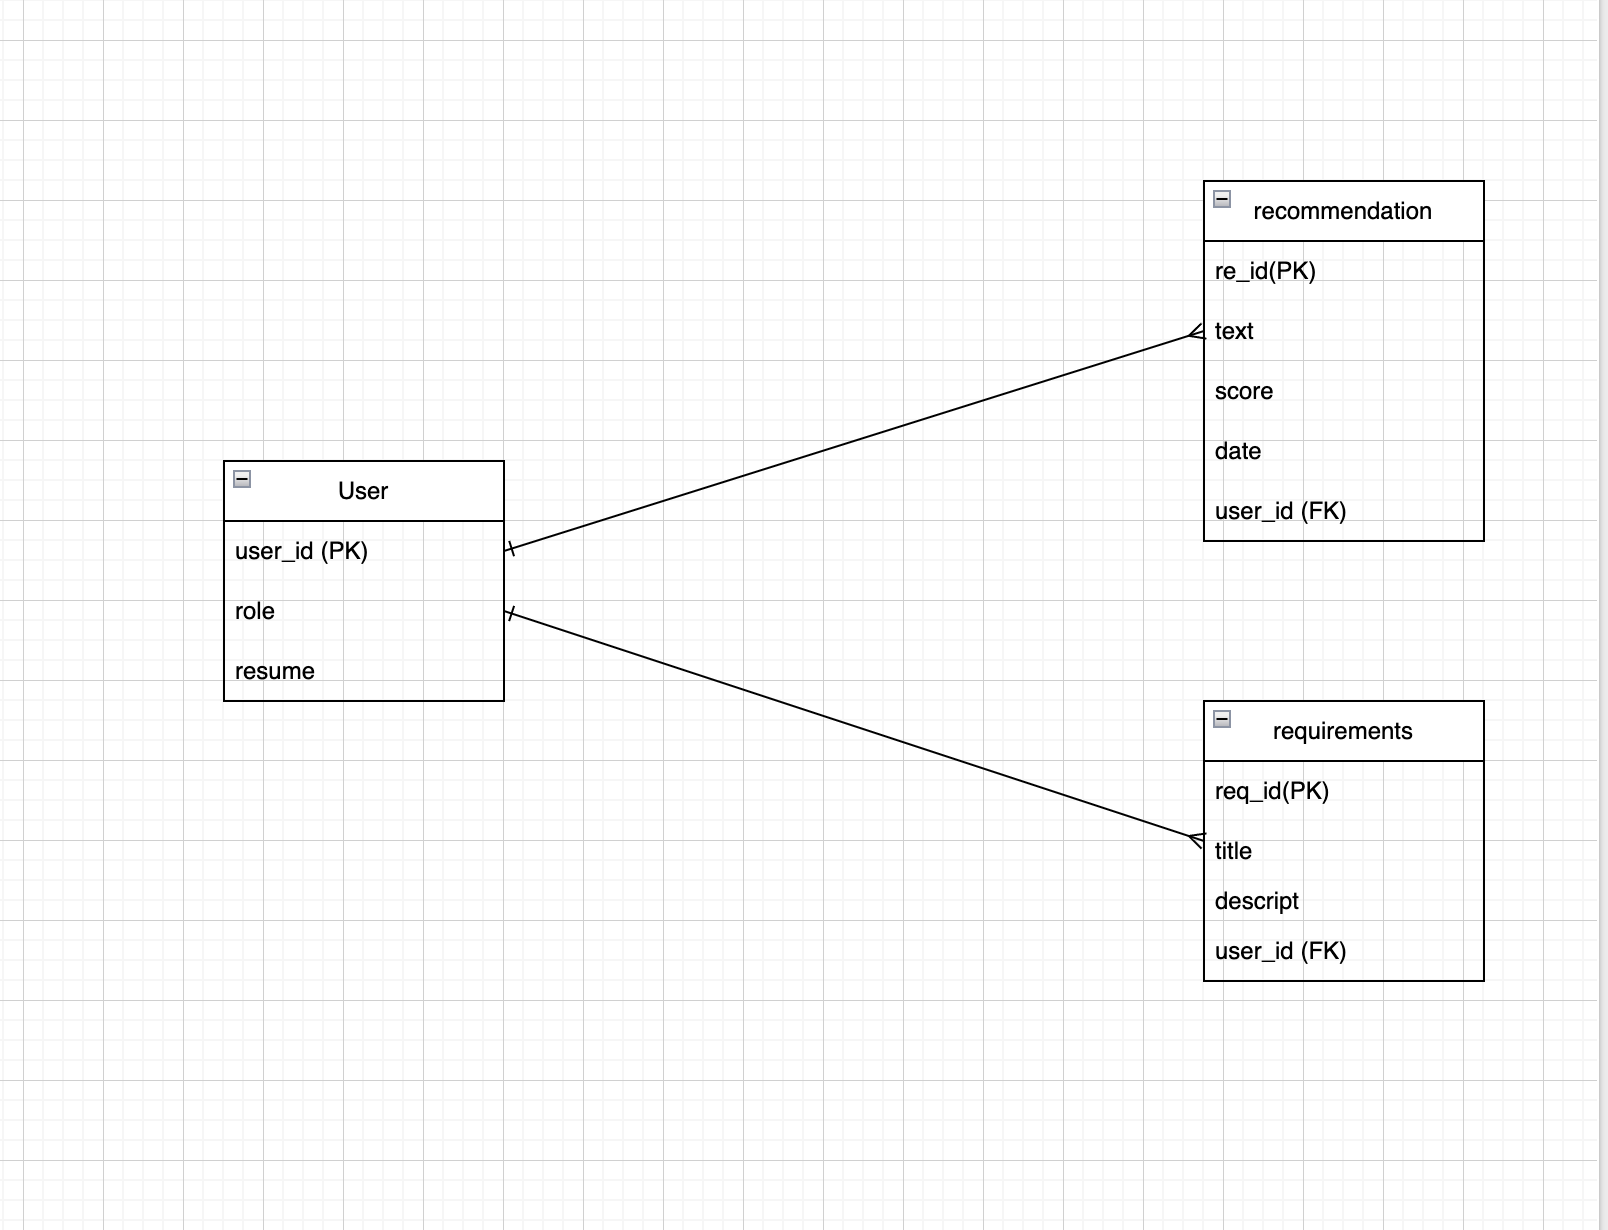 User
user_id (PK)
role
resume
recommendation
re_id(PK)
text
score
date
user_id (FK)
requirements
req_id(PK)
title
descript
user_id (FK)